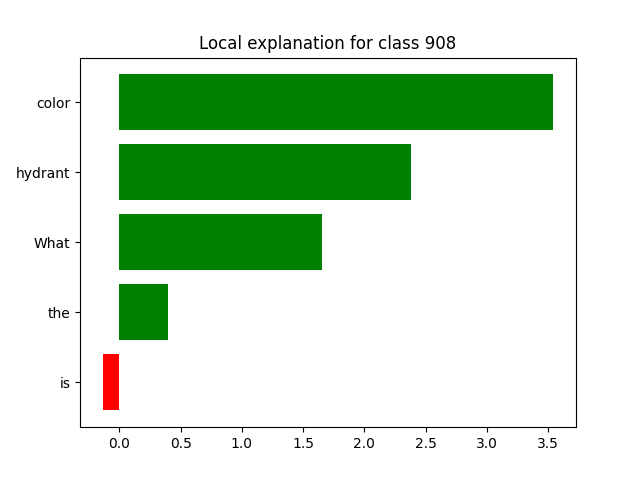 Local explanation for class 908
color
hydrant
What
the
is
0.0 0.5 1.0 1.5 2.0 2.5 3.0 3.5